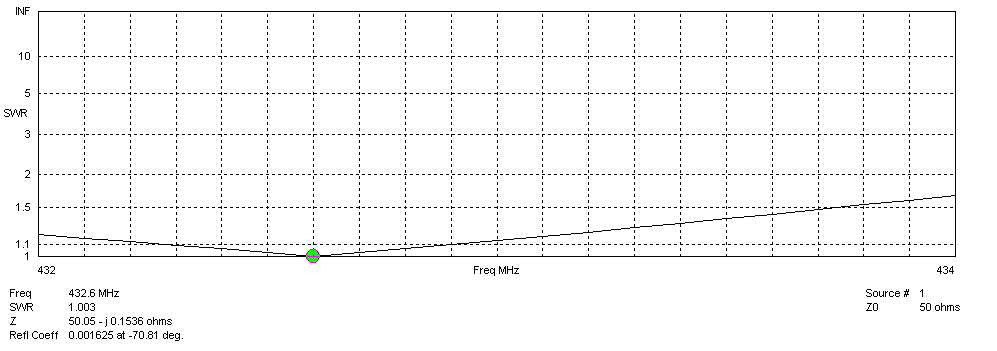 INF
10
5
SWR
3
2
1.5
1.1
1
432 Freq MHz 434
Freq 432.6 MHz Source # 1
SWR 1.003 Z0 50 ohms
Z 50.05 - j 0.1536 ohms
Refl Coeff 0.001625 at -70.81 deg.